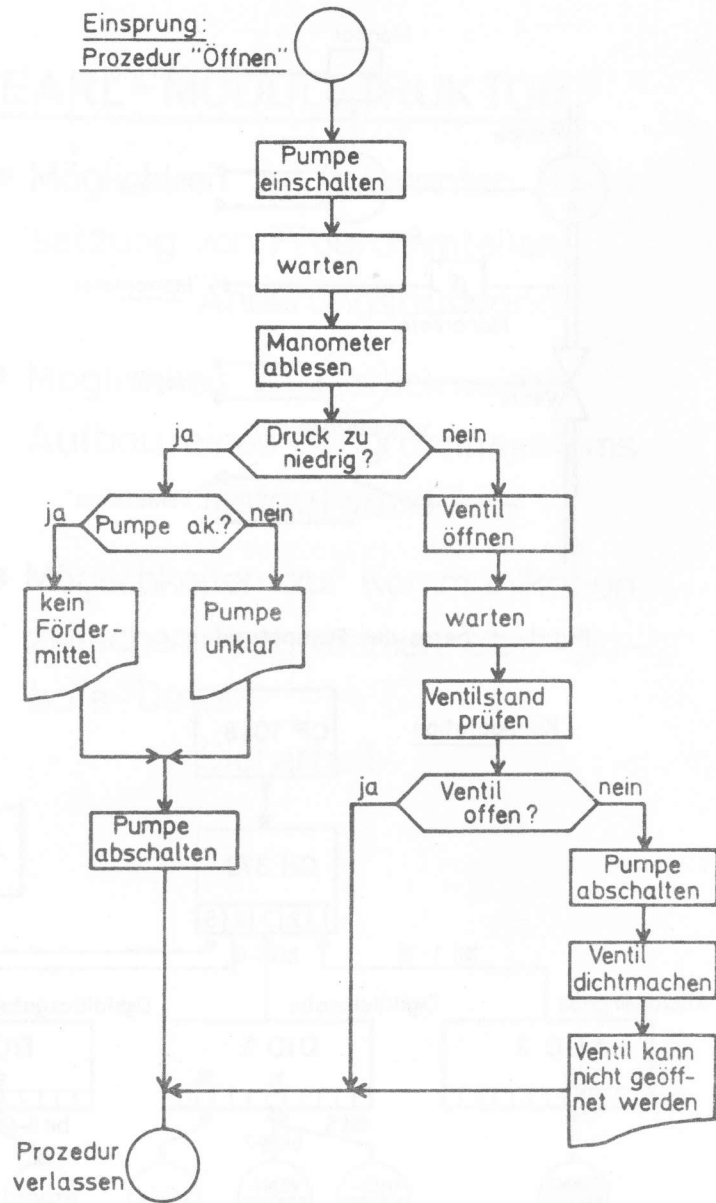 Einsprung:
Prozedur "Öffnen"
Pumpe
einschalten
warten
Manometer
ablesen
ja
Druck zu
niedrig?
nein
ja
Pumpe o.k.?
nein
Ventil
öffnen
kein
Förder-
mittel
Pumpe
unklar
warten
Ventilstand
prüfen
ja
Ventil
offen?
nein
Pumpe
abschalten
Pumpe
abschalten
Ventil
dichtmachen
Ventil kann
nicht geöff-
net werden
Prozedur
verlassen